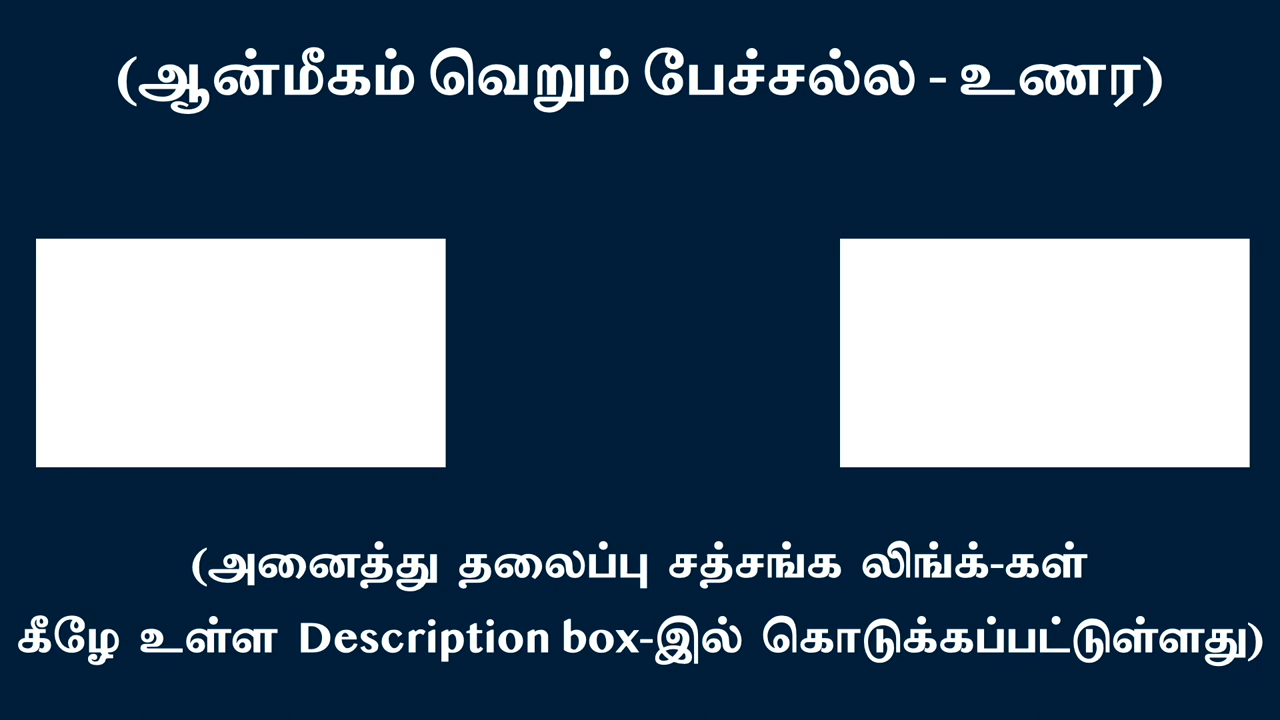 (ஆன்மீகம் வெறும் பேச்சல்ல - உணர)
(அனைத்து தலைப்பு சத்சங்க லிங்க்-கள்
கீழே உள்ள Description box-இல் கொடுக்கப்பட்டுள்ளது)